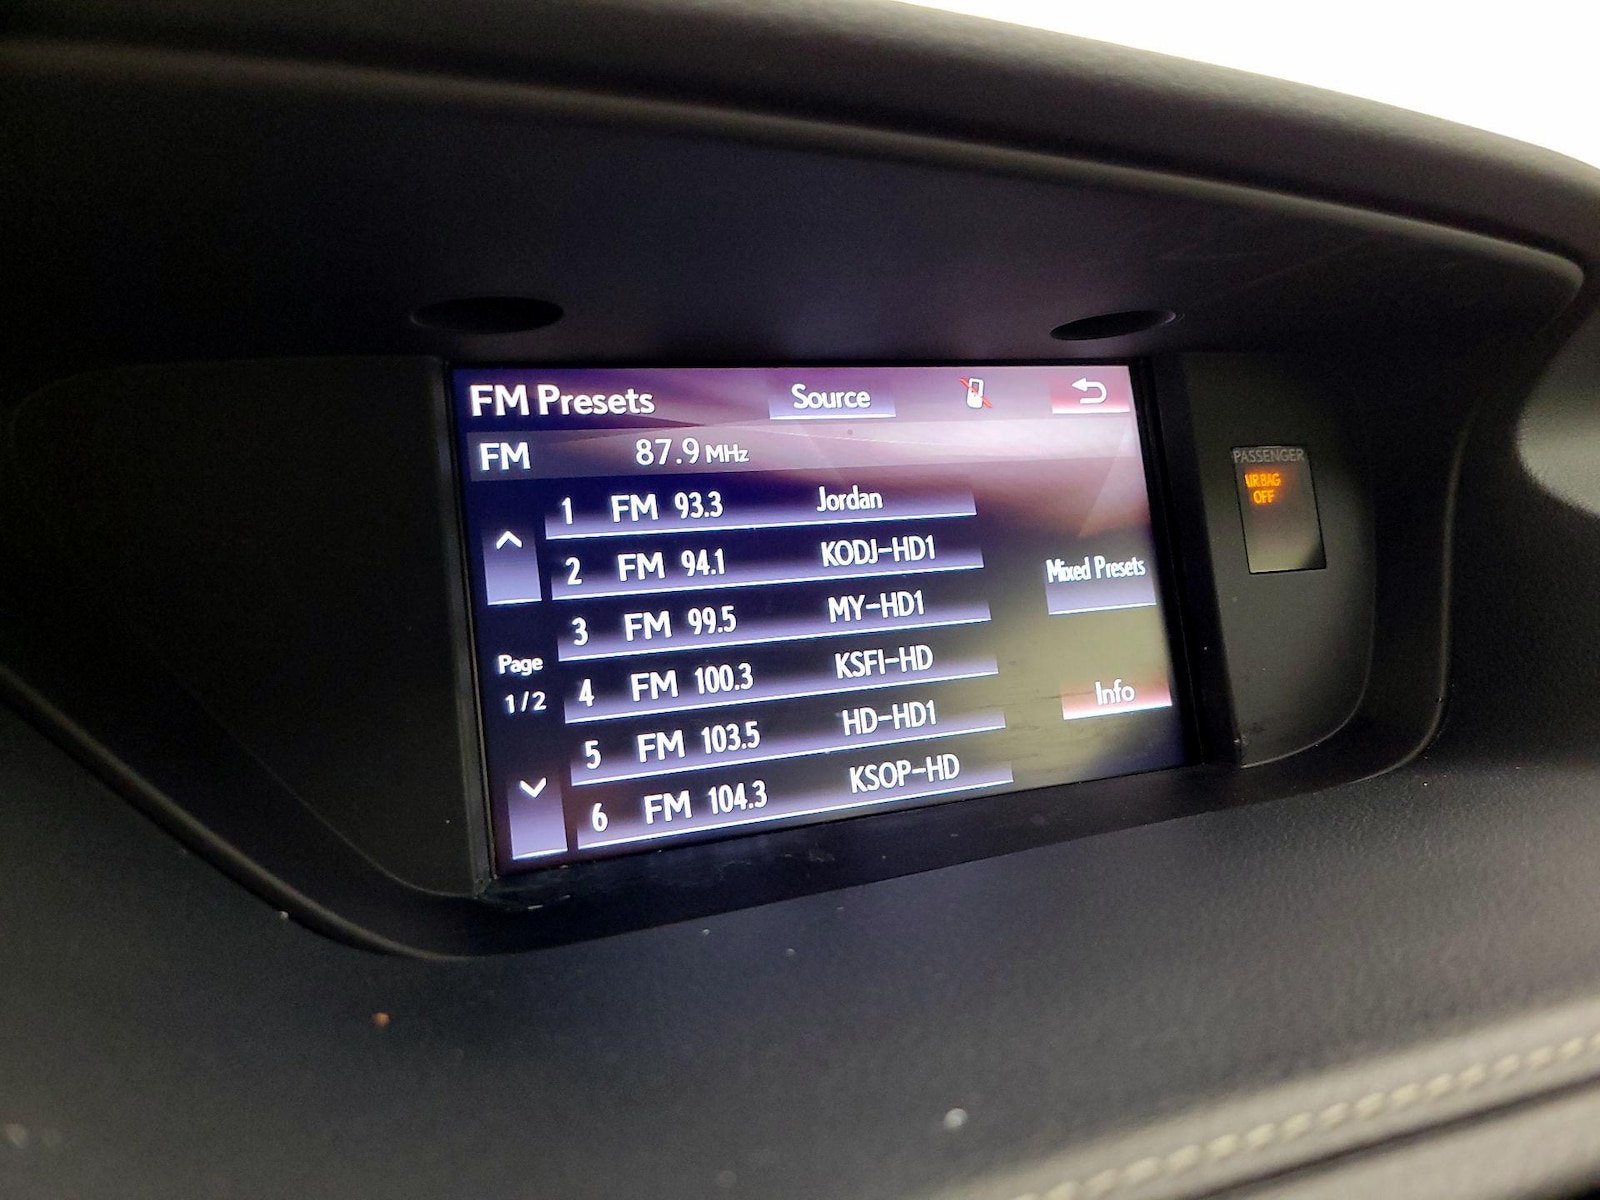 FM Presets Source
FM 87.9 MHz
1 FM 93.3 Jordan
2 FM 94.1 KODJ-HD1
3 FM 99.5 MY-HD1
4 FM 100.3 KSFI-HD
5 FM 103.5 HD-HD1
6 FM 104.3 KSOP-HD
Page
1/2
Mixed Presets
Info
PASSENGER
AIR BAG
OFF